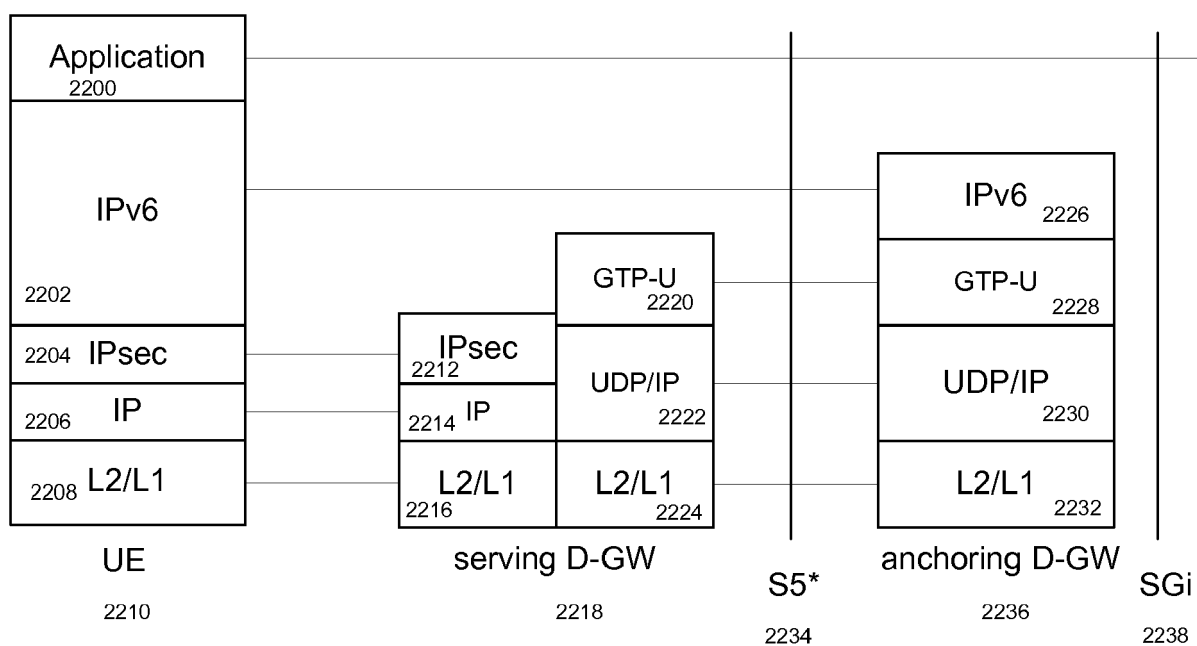 Application
2200
IPv6
2202
2204 IPsec
2206 IP
2208 L2/L1
UE
2210
IPsec
2212
2214 IP
L2/L1
2216
GTP-U
2220
UDP/IP
2222
L2/L1
2224
serving D-GW
2218
S5*
2234
IPv6
2226
GTP-U
2228
UDP/IP
2230
L2/L1
2232
anchoring D-GW
2236
SGi
2238